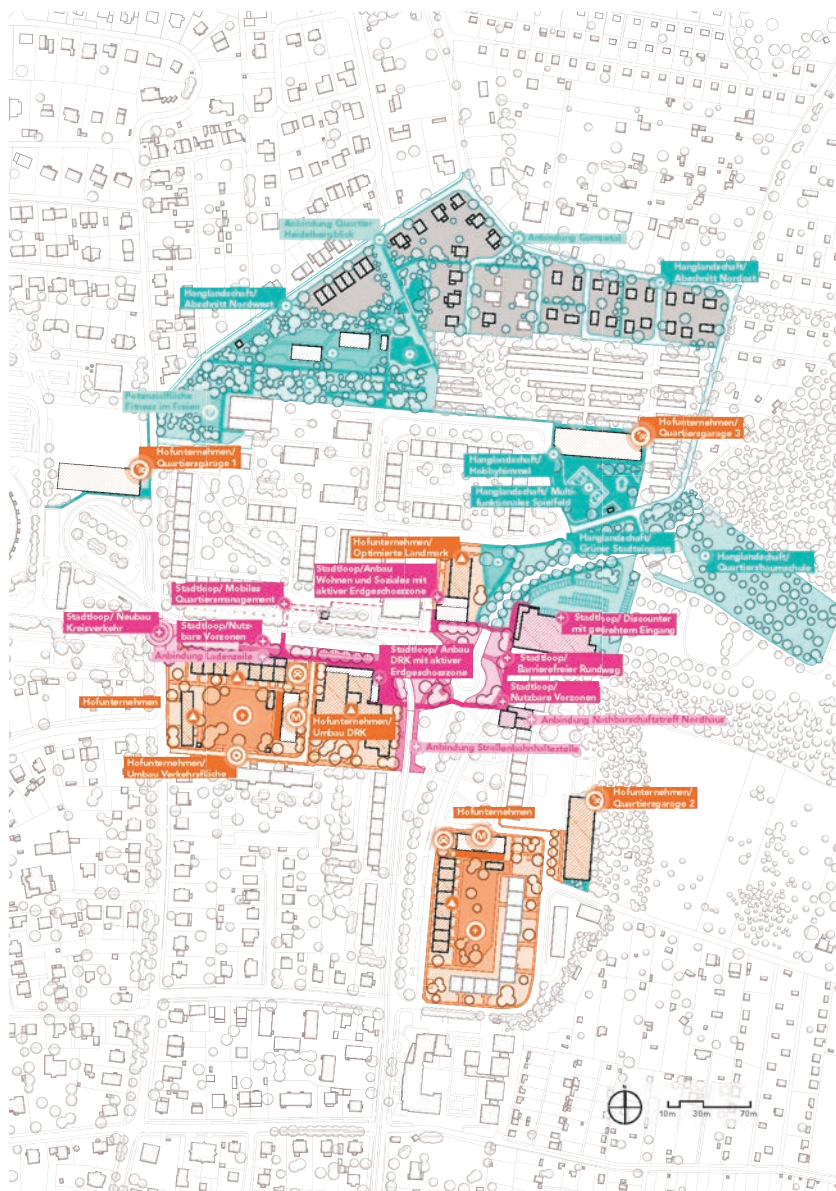 Anbindung Quartier
Heidelbergblick
Anbindung Gumpetal
Hanglandschaft/
Abschnitt Nordost
Hanglandschaft/
Abschnitt Nordwest
Potenzialfläche
Fitness im Freien
Hofunternehmen/
Quartiersgarage 3
Hofunternehmen/
Quartiersgarage 1
Hanglandschaft/
Hobbyhimmel
Hanglandschaft/ Multi-
funktionales Spielfeld
Hofunternehmen/
Optimierte Landmark
Hanglandschaft/
Grüner Stadteingang
Hanglandschaft/
Quartiersbaumschule
Stadtloop/Anbau
Wohnen und Soziales mit
aktiver Erdgeschosszone
Stadtloop/ Mobiles
Quartiersmanagement
Stadtloop/ Neubau
Kreisverkehr
Stadtloop/Nutz-
bare Vorzonen
Stadtloop/ Discounter
mit gedrehtem Eingang
Anbindung Ladenzeile
Stadtloop/ Anbau
DRK mit aktiver
Erdgeschosszone
Stadtloop/
Barrierefreier Rundweg
Stadtloop/
Nutzbare Vorzonen
Hofunternehmen
M
Hofunternehmen/
Umbau DRK
Anbindung Nachbarschaftstreff Nordhaus
Anbindung Straßenbahnhaltestelle
Hofunternehmen/
Umbau Verkehrsfläche
Hofunternehmen/
Quartiersgarage 2
Hofunternehmen
M
10m 30m 70m